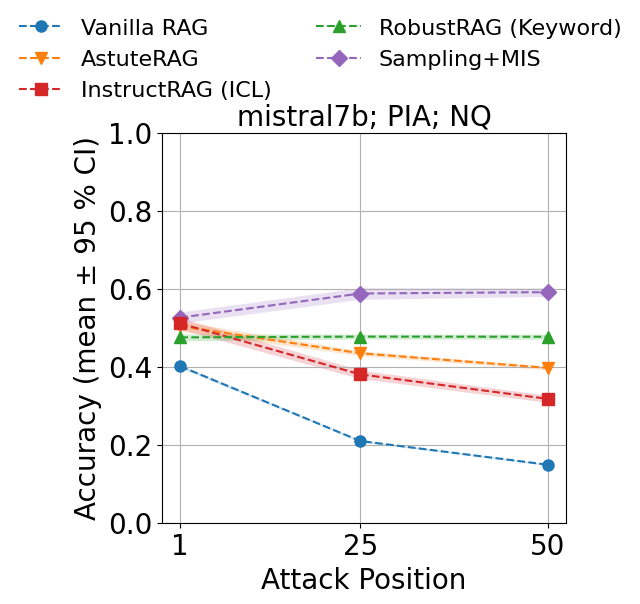 Vanilla RAG
AstuteRAG
InstructRAG (ICL)
RobustRAG (Keyword)
Sampling+MIS
mistral7b; PIA; NQ
Accuracy (mean ± 95 % CI)
1.0
0.8
0.6
0.4
0.2
0.0
1 25 50
Attack Position